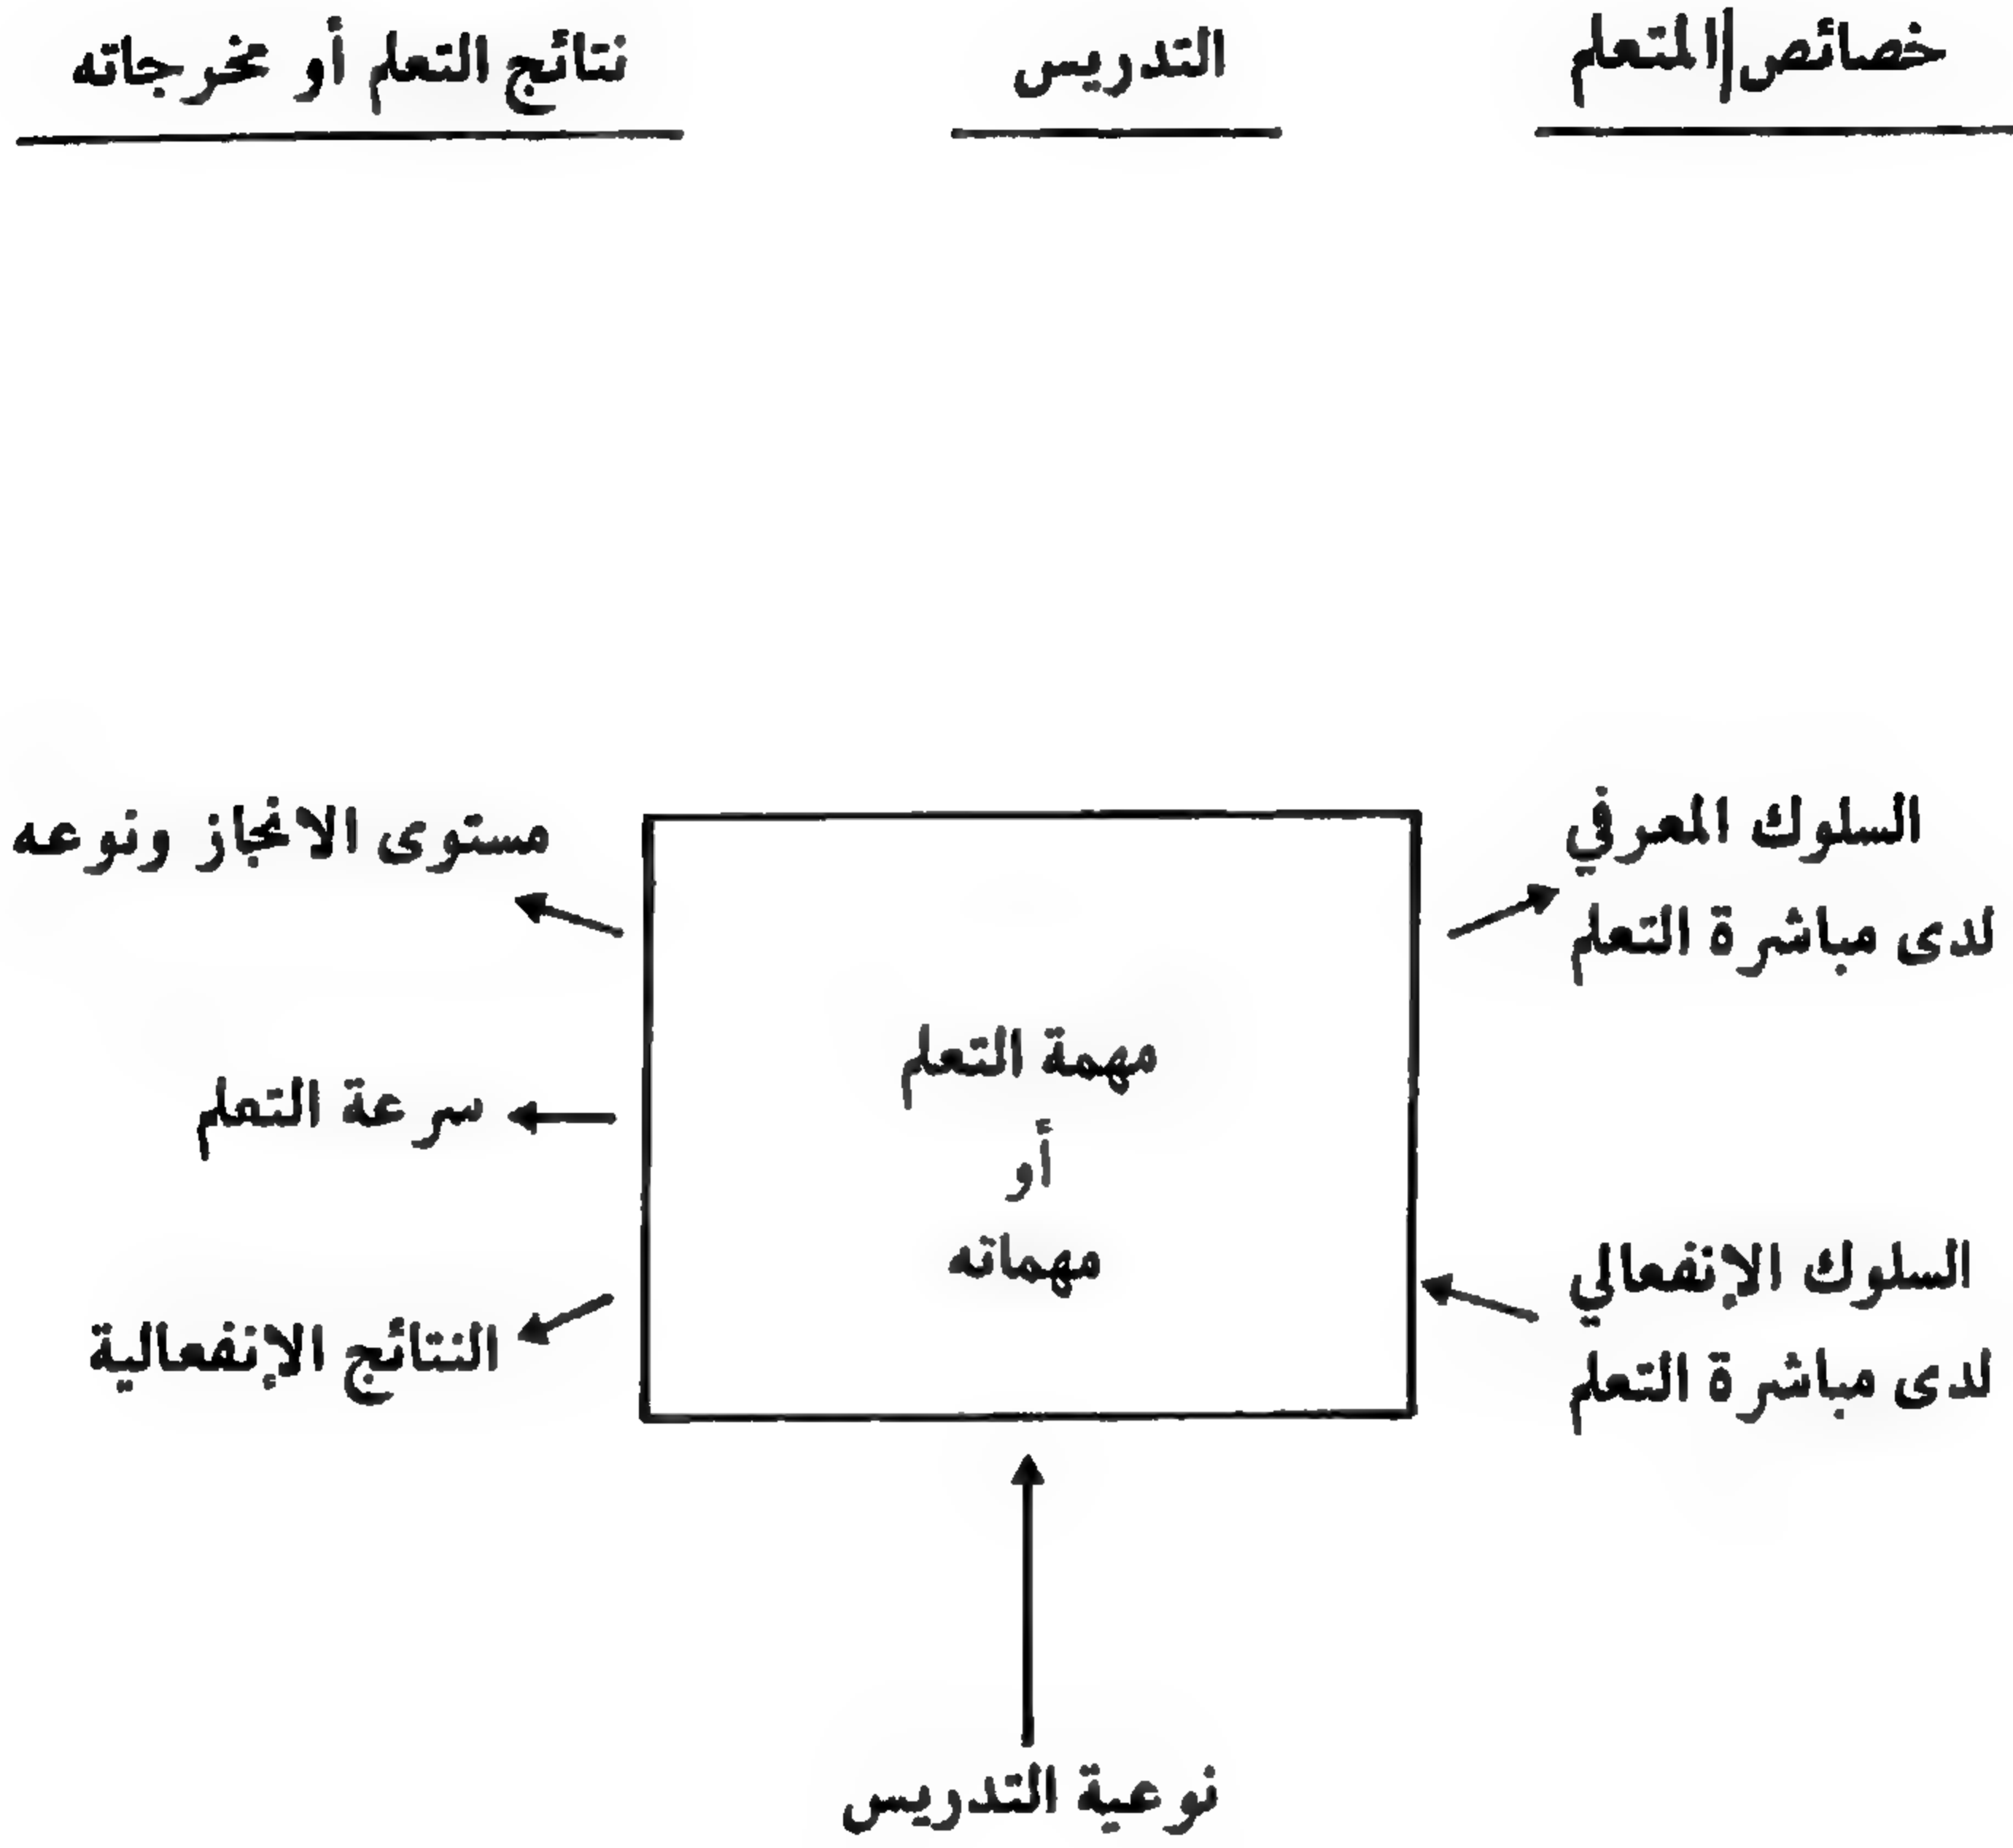 خصائص المتعلم
التدريس
نتائج التعلم أو مخرجاته
السلوك المعرفي
لدى مباشرة التعلم
السلوك الإنفعالي
لدى مباشرة التعلم
مهمة التعلم
أو
مهماته
مستوى الانجاز ونوعه
سرعة التعلم
النتائج الإنفعالية
نوعية التدريس